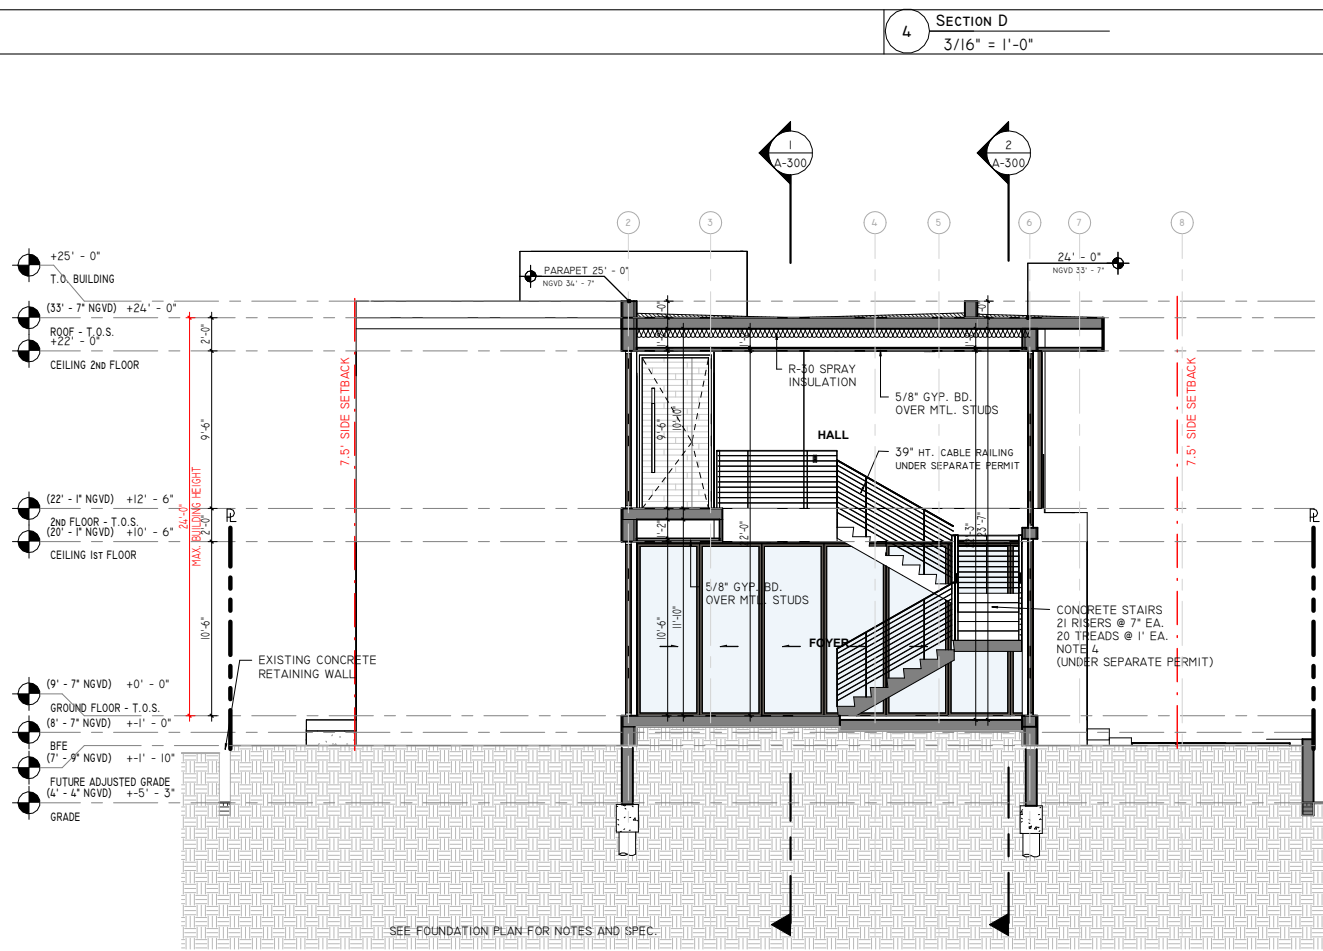 4
SECTION D
3/16" = 1'-0"
1
A-300
2
A-300
2
3
4
5
6
7
8
+25' - 0"
T.O. BUILDING
(33' - 7" NGVD) +24' - 0"
ROOF - T.O.S.
+22' - 0"
CEILING 2ND FLOOR
(22' - 1" NGVD) +12' - 6"
2ND FLOOR - T.O.S.
(20' - 1" NGVD) +10' - 6"
CEILING 1ST FLOOR
(9' - 7" NGVD) +0' - 0"
GROUND FLOOR - T.O.S.
(8' - 7" NGVD) +-1' - 0"
BFE
(7' - 9" NGVD) +-1' - 10"
FUTURE ADJUSTED GRADE
(4' - 4" NGVD) +-5' - 3"
GRADE
2'-0"
9'-6"
2'-0"
10'-6"
24'-0"
MAX. BUILDING HEIGHT
7.5' SIDE SETBACK
PL
EXISTING CONCRETE
RETAINING WALL
PARAPET 25' - 0"
NGVD 34' - 7"
24' - 0"
NGVD 33' - 7"
R-30 SPRAY
INSULATION
5/8" GYP. BD.
OVER MTL. STUDS
HALL
39" HT. CABLE RAILING
UNDER SEPARATE PERMIT
9'-6"
10'-10"
1'-2"
2'-0"
23'-7"
5/8" GYP. BD.
OVER MTL. STUDS
10'-6"
11'-10"
FOYER
CONCRETE STAIRS
21 RISERS @ 7" EA.
20 TREADS @ 1' EA.
NOTE 4
(UNDER SEPARATE PERMIT)
7.5' SIDE SETBACK
PL
SEE FOUNDATION PLAN FOR NOTES AND SPEC.